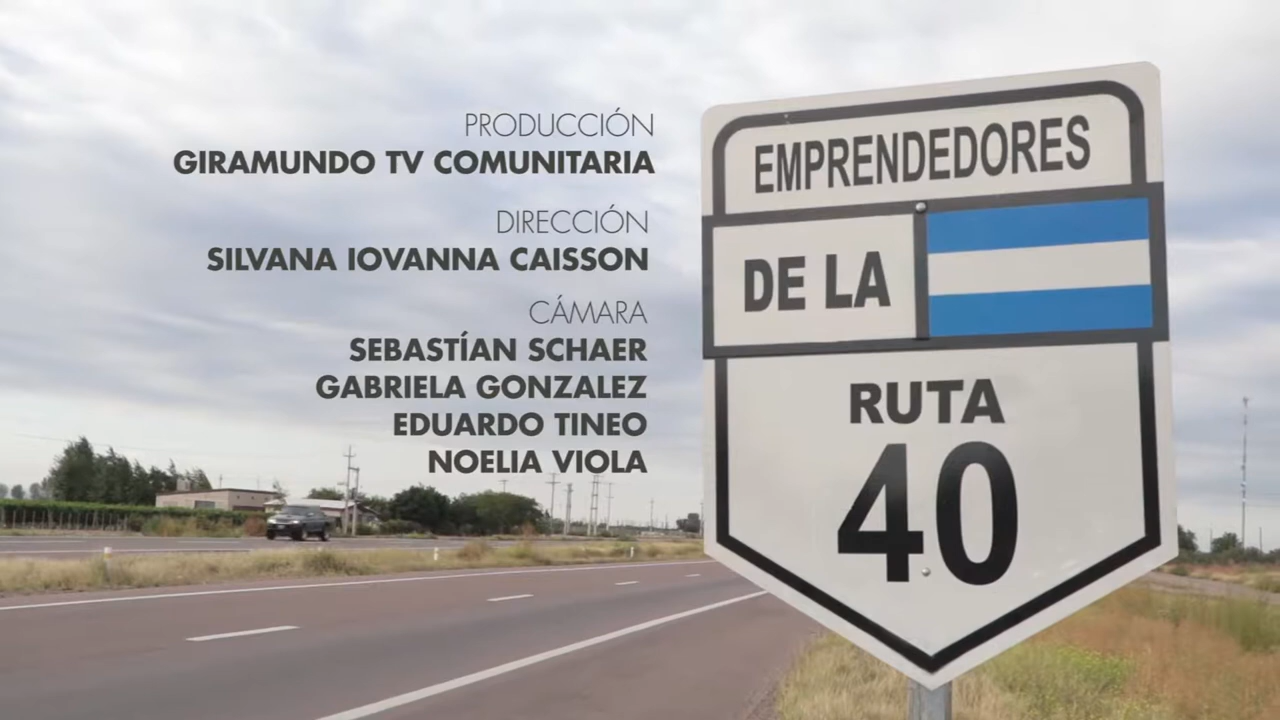 PRODUCCIÓN
GIRAMUNDO TV COMUNITARIA
DIRECCIÓN
SILVANA IOVANNA CAISSON
CÁMARA
SEBASTÍAN SCHAER
GABRIELA GONZALEZ
EDUARDO TINEO
NOELIA VIOLA
EMPRENDEDORES
DE LA
RUTA
40